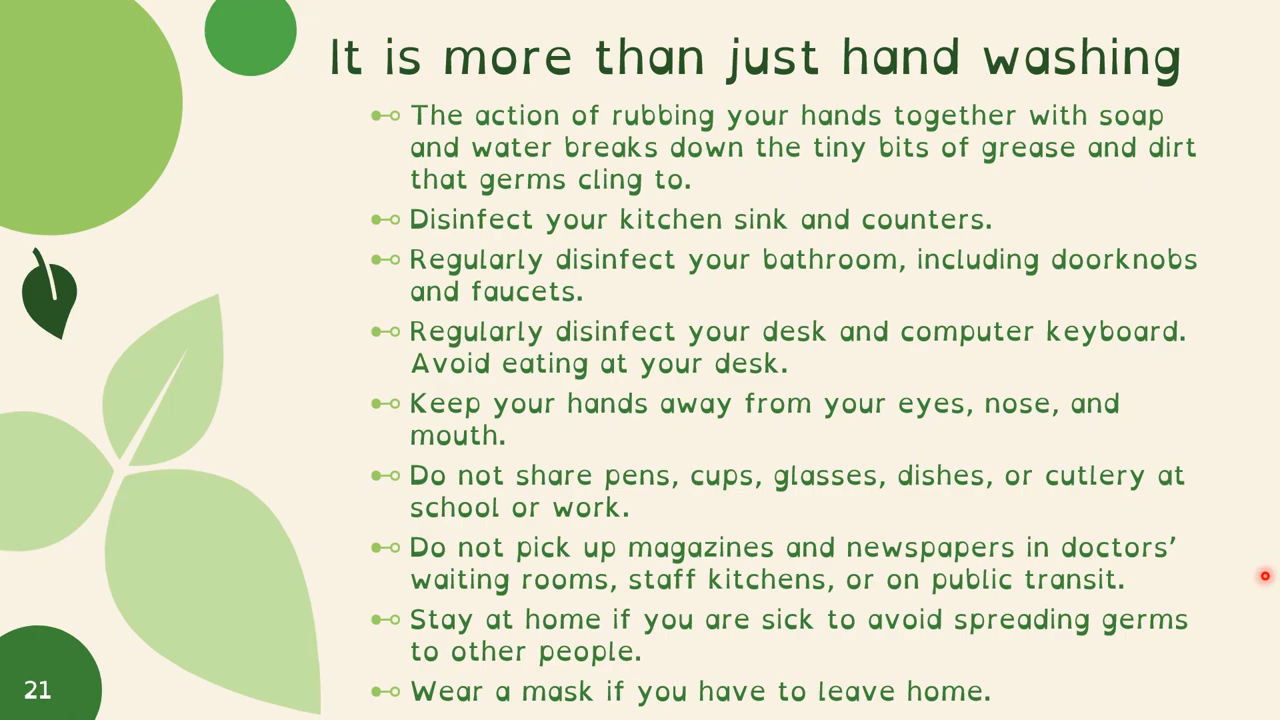 It is more than just hand washing
The action of rubbing your hands together with soap
and water breaks down the tiny bits of grease and dirt
that germs cling to.
Disinfect your kitchen sink and counters.
Regularly disinfect your bathroom, including doorknobs
and faucets.
Regularly disinfect your desk and computer keyboard.
Avoid eating at your desk.
Keep your hands away from your eyes, nose, and
mouth.
Do not share pens, cups, glasses, dishes, or cutlery at
school or work.
Do not pick up magazines and newspapers in doctors’
waiting rooms, staff kitchens, or on public transit.
Stay at home if you are sick to avoid spreading germs
to other people.
Wear a mask if you have to leave home.
21